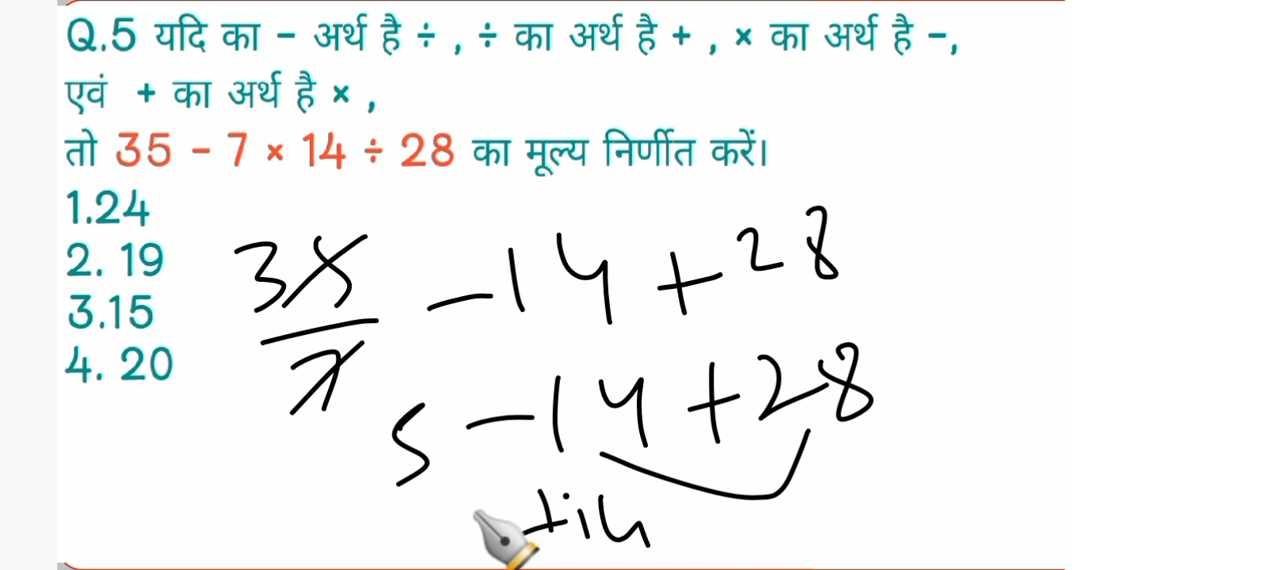 Q.5 यदि का - अर्थ है ÷ , ÷ का अर्थ है + , × का अर्थ है -,
एवं + का अर्थ है × ,
तो 35 - 7 × 14 ÷ 28 का मूल्य निर्णीत करें।
1.24
2. 19
3.15
4. 20
35/7 -14+28
5 -14+28
+14